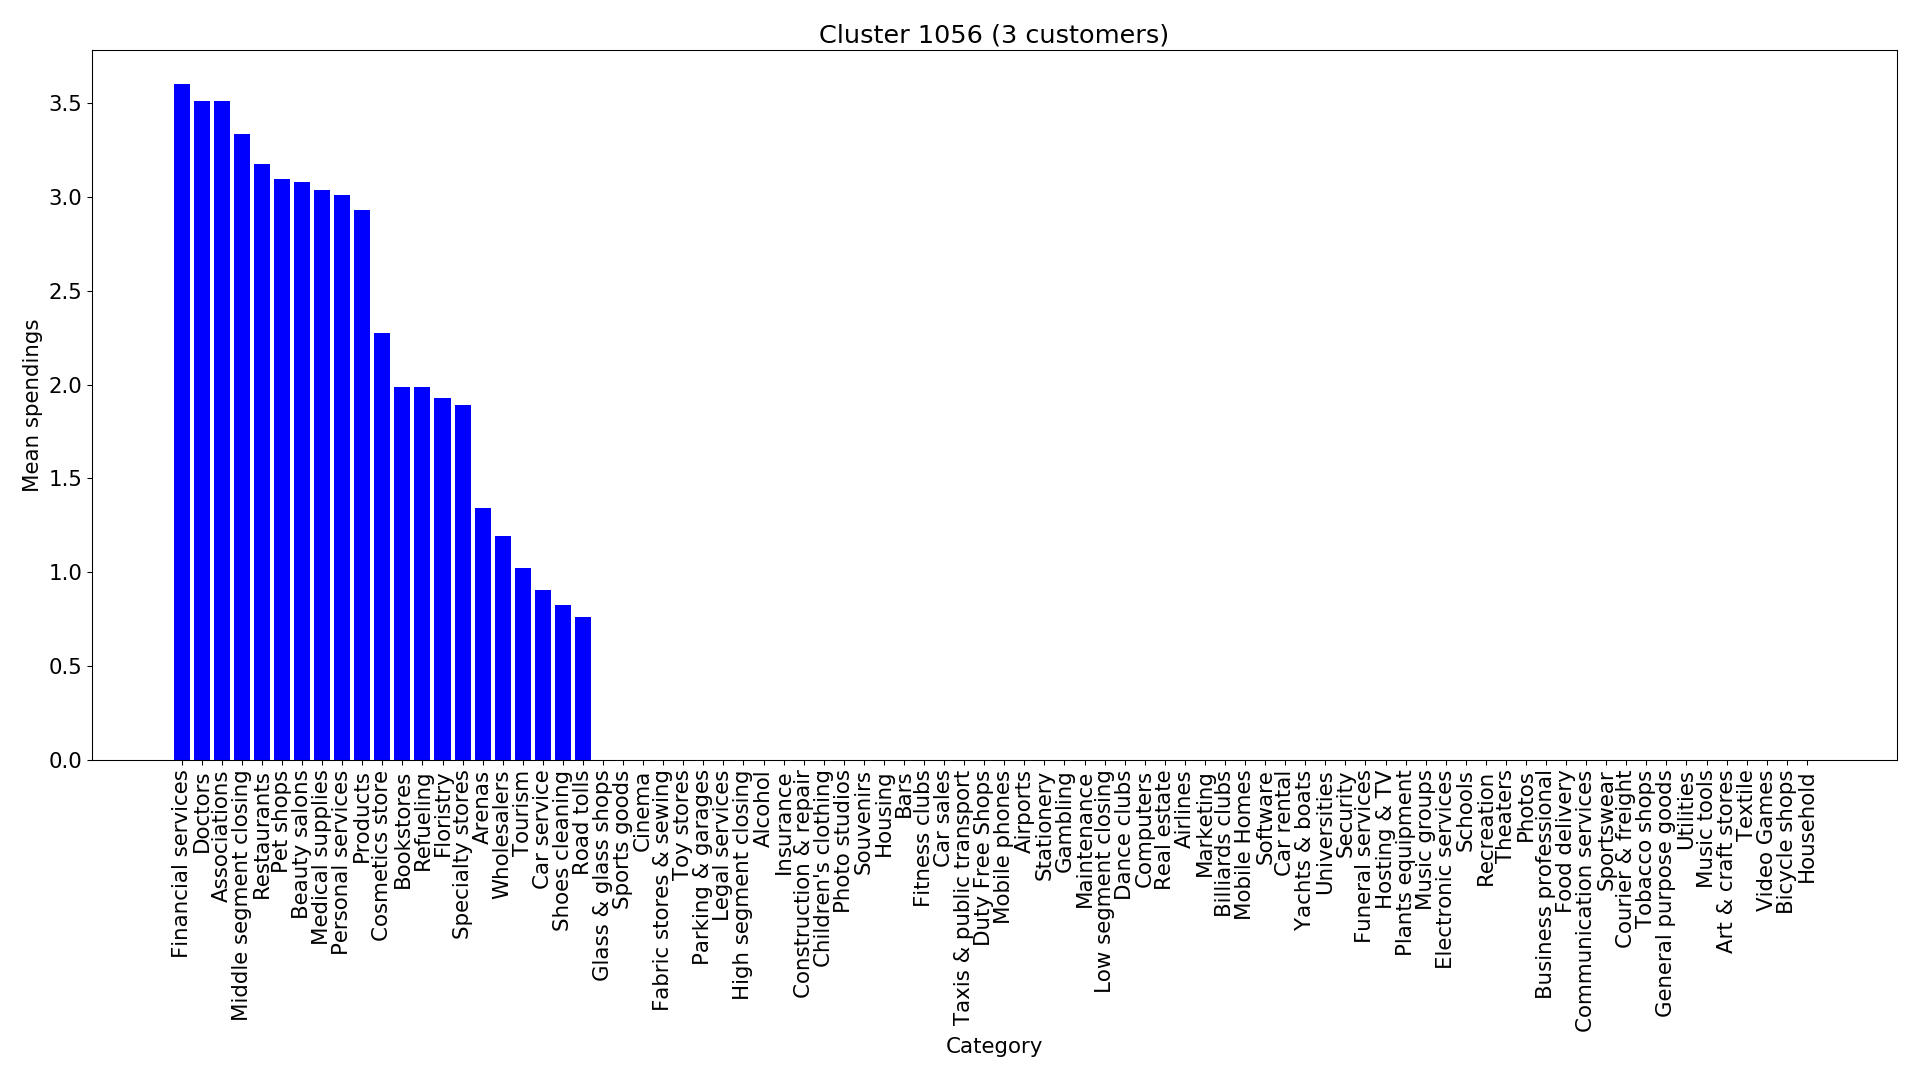 Cluster 1056 (3 customers)
Mean spendings
3.5
3.0
2.5
2.0
1.5
1.0
0.5
0.0
Financial services
Doctors
Associations
Middle segment closing
Restaurants
Pet shops
Beauty salons
Medical supplies
Personal services
Products
Cosmetics store
Bookstores
Refueling
Floristry
Specialty stores
Arenas
Wholesalers
Tourism
Car service
Shoes cleaning
Road tolls
Glass & glass shops
Sports goods
Cinema
Fabric stores & sewing
Toy stores
Parking & garages
Legal services
High segment closing
Alcohol
Insurance
Construction & repair
Children's clothing
Photo studios
Souvenirs
Housing
Bars
Fitness clubs
Car sales
Taxis & public transport
Duty Free Shops
Mobile phones
Airports
Stationery
Gambling
Maintenance
Low segment closing
Dance clubs
Computers
Real estate
Airlines
Marketing
Billiards clubs
Mobile Homes
Software
Car rental
Yachts & boats
Universities
Security
Funeral services
Hosting & TV
Plants equipment
Music groups
Electronic services
Schools
Recreation
Theaters
Photos
Business professional
Food delivery
Communication services
Sportswear
Courier & freight
Tobacco shops
General purpose goods
Utilities
Music tools
Art & craft stores
Textile
Video Games
Bicycle shops
Household
Category